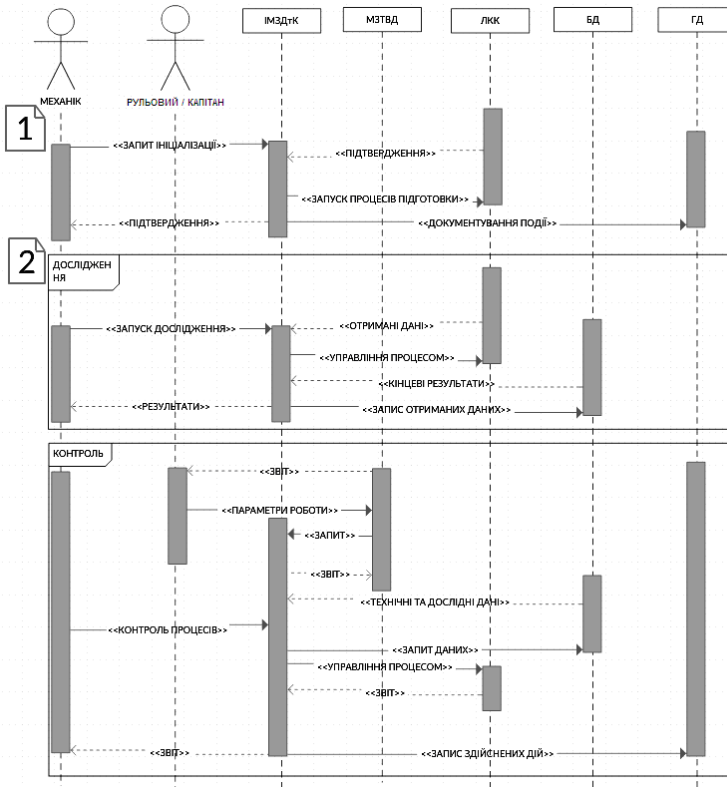 ІМЗДтК
МЗТВД
ЛКК
БД
ГД
МЕХАНІК
РУЛЬОВИЙ / КАПІТАН
1
<<ЗАПИТ ІНІЦІАЛІЗАЦІЇ>>
<<ПІДТВЕРДЖЕННЯ>>
<<ЗАПУСК ПРОЦЕСІВ ПІДГОТОВКИ>>
<<ПІДТВЕРДЖЕННЯ>>
<<ДОКУМЕНТУВАННЯ ПОДІЇ>>
2
ДОСЛІДЖЕН
НЯ
<<ЗАПУСК ДОСЛІДЖЕННЯ>>
<<ОТРИМАНІ ДАНІ>>
<<УПРАВЛІННЯ ПРОЦЕСОМ>>
<<КІНЦЕВІ РЕЗУЛЬТАТИ>>
<<РЕЗУЛЬТАТИ>>
<<ЗАПИС ОТРИМАНИХ ДАНИХ>>
КОНТРОЛЬ
<<ЗВІТ>>
<<ПАРАМЕТРИ РОБОТИ>>
<<ЗАПИТ>>
<<ЗВІТ>>
<<ТЕХНІЧНІ ТА ДОСЛІДНІ ДАНІ>>
<<КОНТРОЛЬ ПРОЦЕСІВ>>
<<ЗАПИТ ДАНИХ>>
<<УПРАВЛІННЯ ПРОЦЕСОМ>>
<<ЗВІТ>>
<<ЗВІТ>>
<<ЗАПИС ЗДІЙСНЕНИХ ДІЙ>>